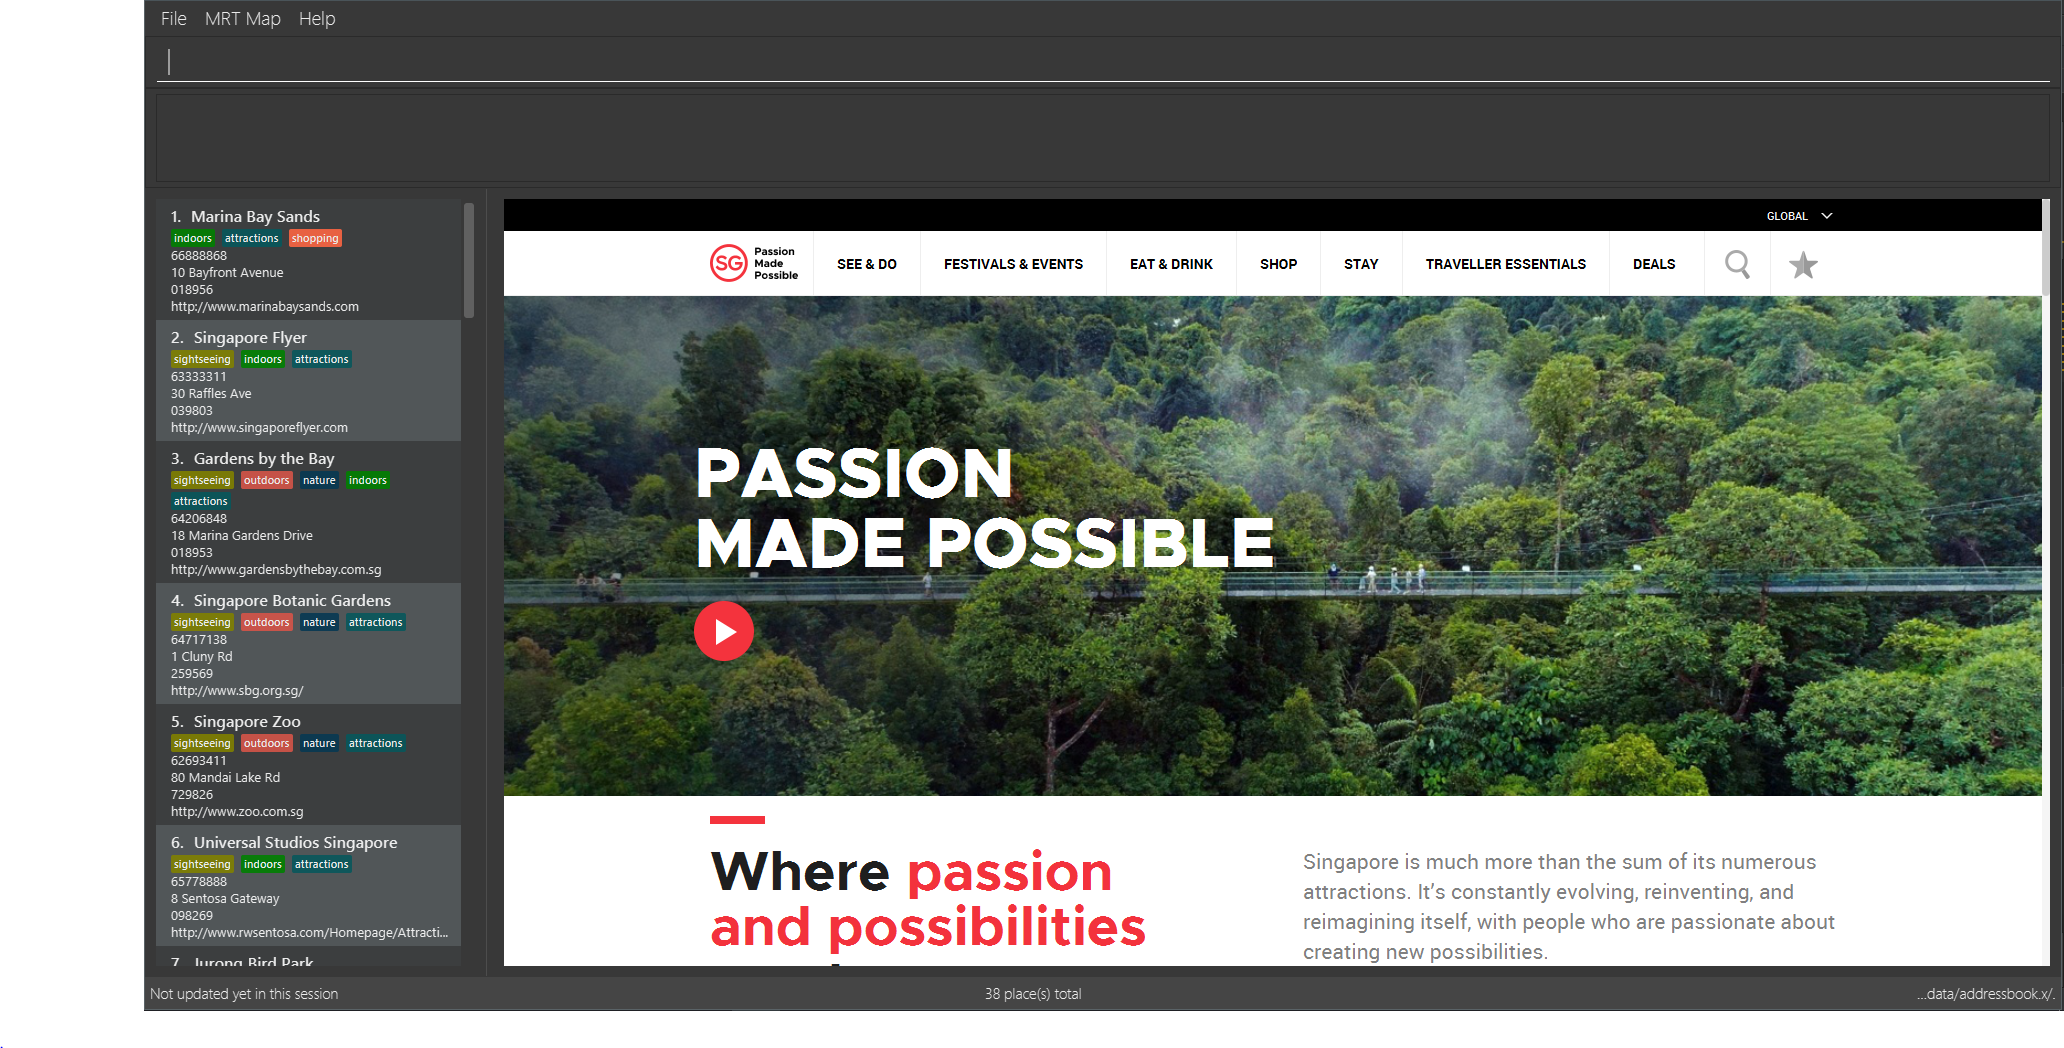 File MRT Map Help
1. Marina Bay Sands
indoors attractions shopping
66888868
10 Bayfront Avenue
018956
http://www.marinabaysands.com
2. Singapore Flyer
sightseeing indoors attractions
63333311
30 Raffles Ave
039803
http://www.singaporeflyer.com
3. Gardens by the Bay
sightseeing outdoors nature indoors
attractions
64206848
18 Marina Gardens Drive
018953
http://www.gardensbythebay.com.sg
4. Singapore Botanic Gardens
sightseeing outdoors nature attractions
64717138
1 Cluny Rd
259569
http://www.sbg.org.sg/
5. Singapore Zoo
sightseeing outdoors nature attractions
62693411
80 Mandai Lake Rd
729826
http://www.zoo.com.sg
6. Universal Studios Singapore
sightseeing indoors attractions
65778888
8 Sentosa Gateway
098269
http://www.rwsentosa.com/Homepage/Attracti...
7. Jurong Bird Park
GLOBAL
SG Passion
Made
Possible
SEE & DO FESTIVALS & EVENTS EAT & DRINK SHOP STAY TRAVELLER ESSENTIALS DEALS
PASSION
MADE POSSIBLE
Where passion
and possibilities
Singapore is much more than the sum of its numerous
attractions. It’s constantly evolving, reinventing, and
reimagining itself, with people who are passionate about
creating new possibilities.
Not updated yet in this session 38 place(s) total ...data/addressbook.x/.